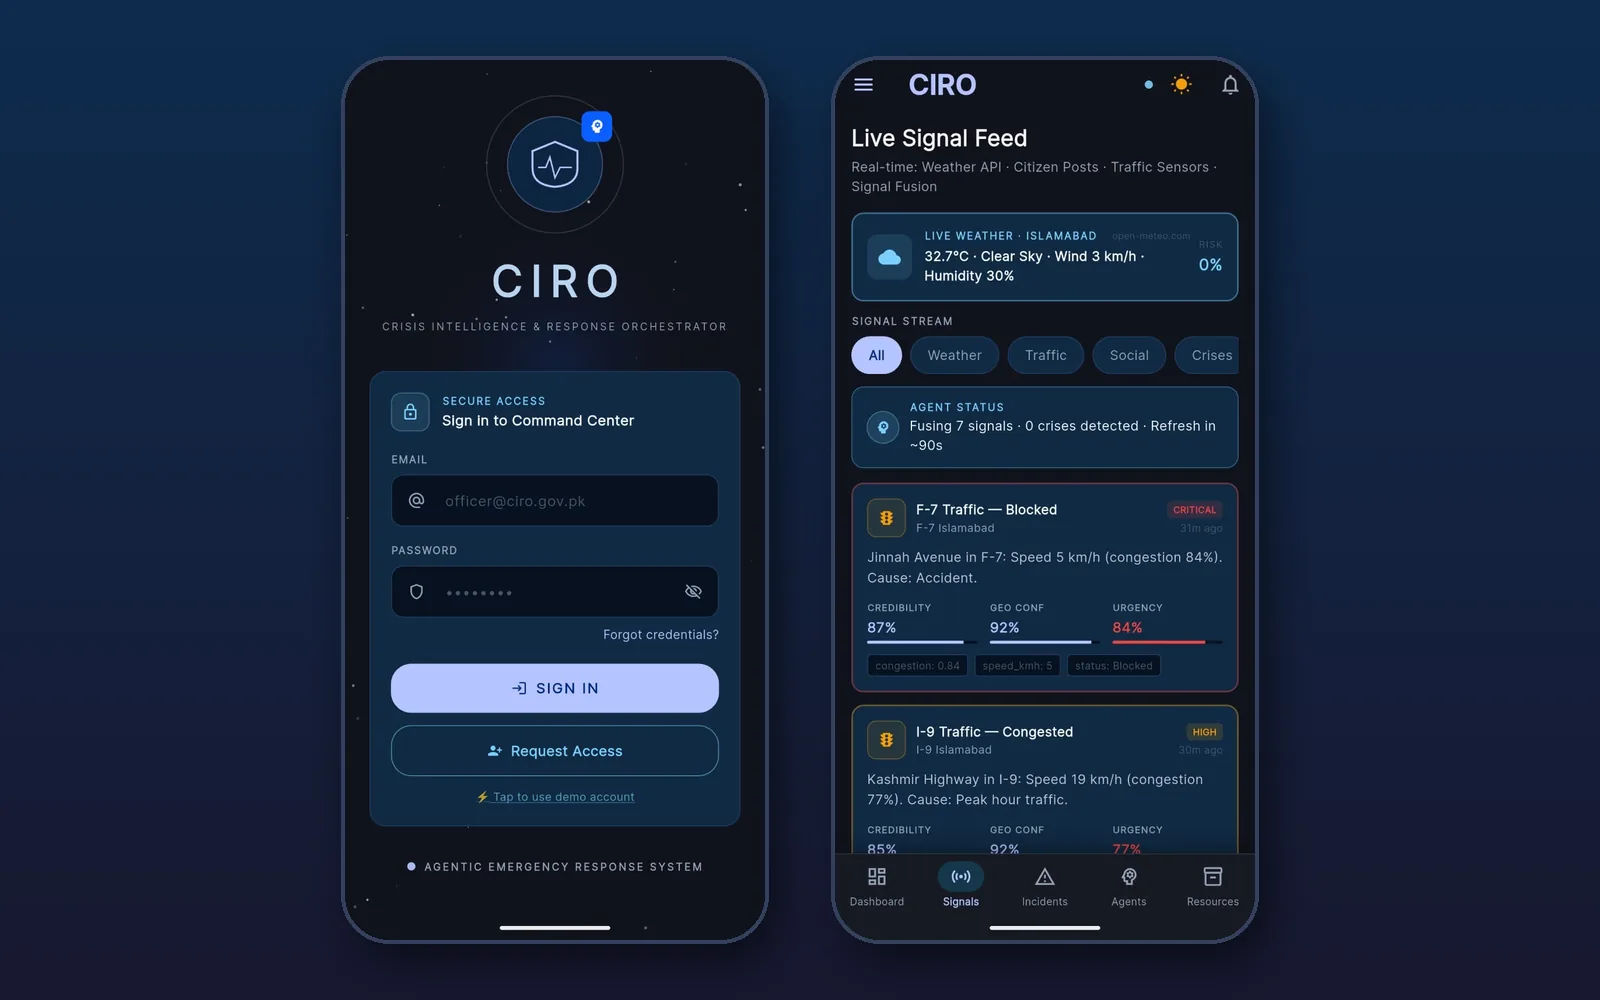 CIRO
CRISIS INTELLIGENCE & RESPONSE ORCHESTRATOR
SECURE ACCESS
Sign in to Command Center
EMAIL
officer@ciro.gov.pk
PASSWORD
Forgot credentials?
SIGN IN
Request Access
⚡ Tap to use demo account
AGENTIC EMERGENCY RESPONSE SYSTEM
CIRO
Live Signal Feed
Real-time: Weather API · Citizen Posts · Traffic Sensors ·
Signal Fusion
LIVE WEATHER · ISLAMABAD open-meteo.com
RISK
32.7°C · Clear Sky · Wind 3 km/h ·
Humidity 30%
0%
SIGNAL STREAM
All Weather Traffic Social Crises
AGENT STATUS
Fusing 7 signals · 0 crises detected · Refresh in
~90s
F-7 Traffic — Blocked CRITICAL
F-7 Islamabad 31m ago
Jinnah Avenue in F-7: Speed 5 km/h (congestion 84%).
Cause: Accident.
CREDIBILITY GEO CONF URGENCY
87% 92% 84%
congestion: 0.84 speed_kmh: 5 status: Blocked
I-9 Traffic — Congested HIGH
I-9 Islamabad 30m ago
Kashmir Highway in I-9: Speed 19 km/h (congestion
77%). Cause: Peak hour traffic.
CREDIBILITY GEO CONF URGENCY
85% 92% 77%
Dashboard Signals Incidents Agents Resources